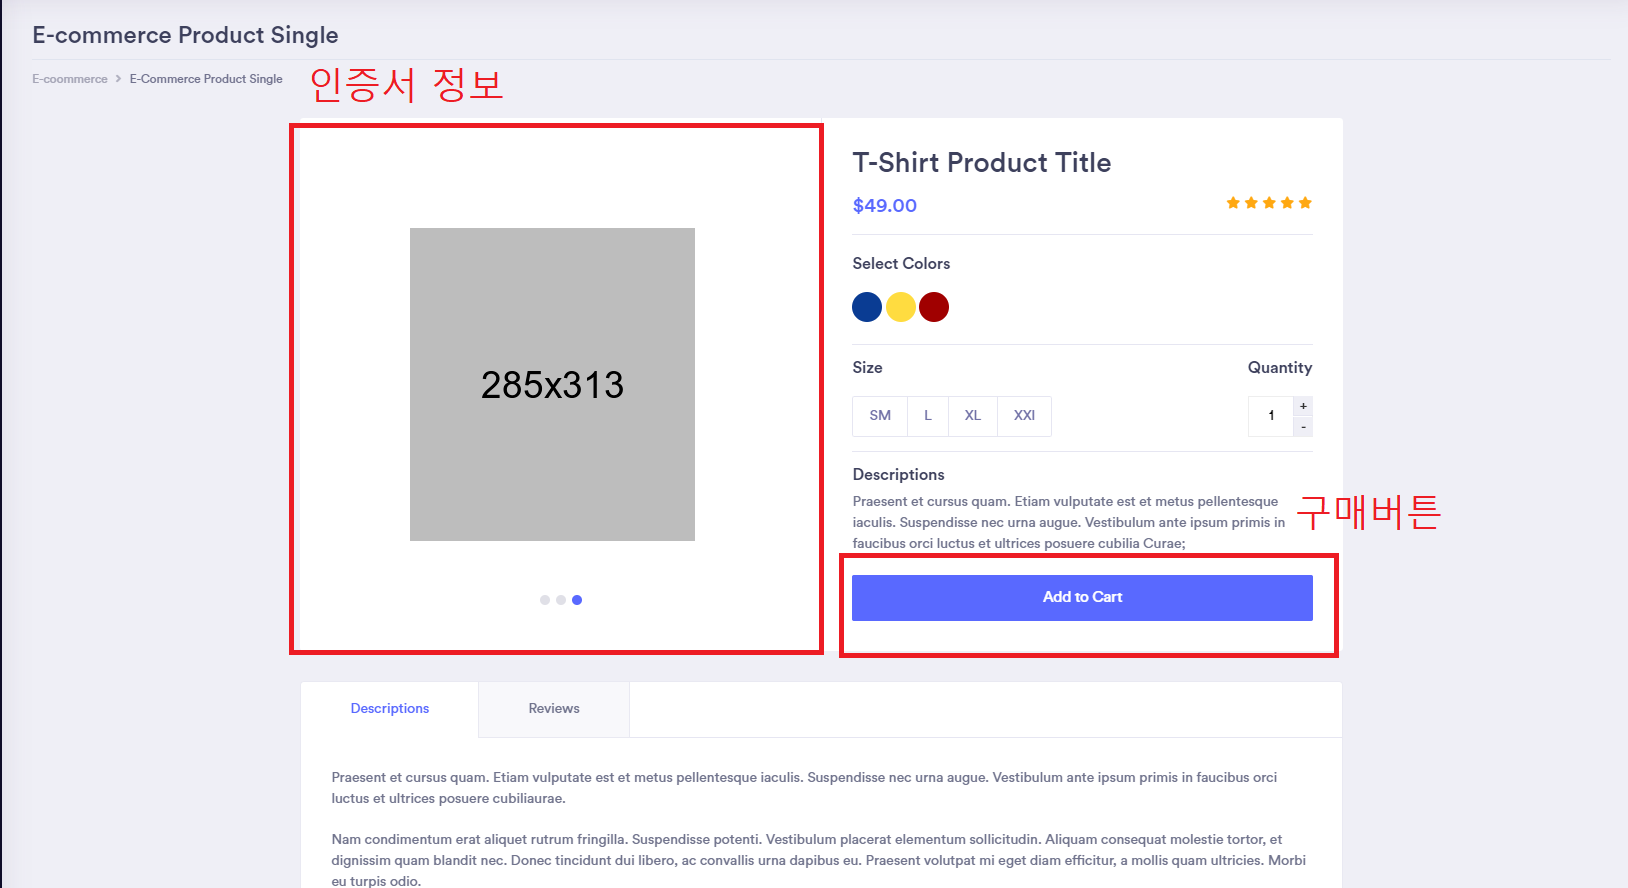 E-commerce Product Single
E-coommerce > E-Commerce Product Single
인증서 정보
285x313
T-Shirt Product Title
$49.00
Select Colors
Size
Quantity
SM L XL XXl
1
+
-
Descriptions
Praesent et cursus quam. Etiam vulputate est et metus pellentesque
iaculis. Suspendisse nec urna augue. Vestibulum ante ipsum primis in
faucibus orci luctus et ultrices posuere cubilia Curae;
구매버튼
Add to Cart
Descriptions
Reviews
Praesent et cursus quam. Etiam vulputate est et metus pellentesque iaculis. Suspendisse nec urna augue. Vestibulum ante ipsum primis in faucibus orci
luctus et ultrices posuere cubiliaurae.
Nam condimentum erat aliquet rutrum fringilla. Suspendisse potenti. Vestibulum placerat elementum sollicitudin. Aliquam consequat molestie tortor, et
dignissim quam blandit nec. Donec tincidunt dui libero, ac convallis urna dapibus eu. Praesent volutpat mi eget diam efficitur, a mollis quam ultricies. Morbi
eu turpis odio.